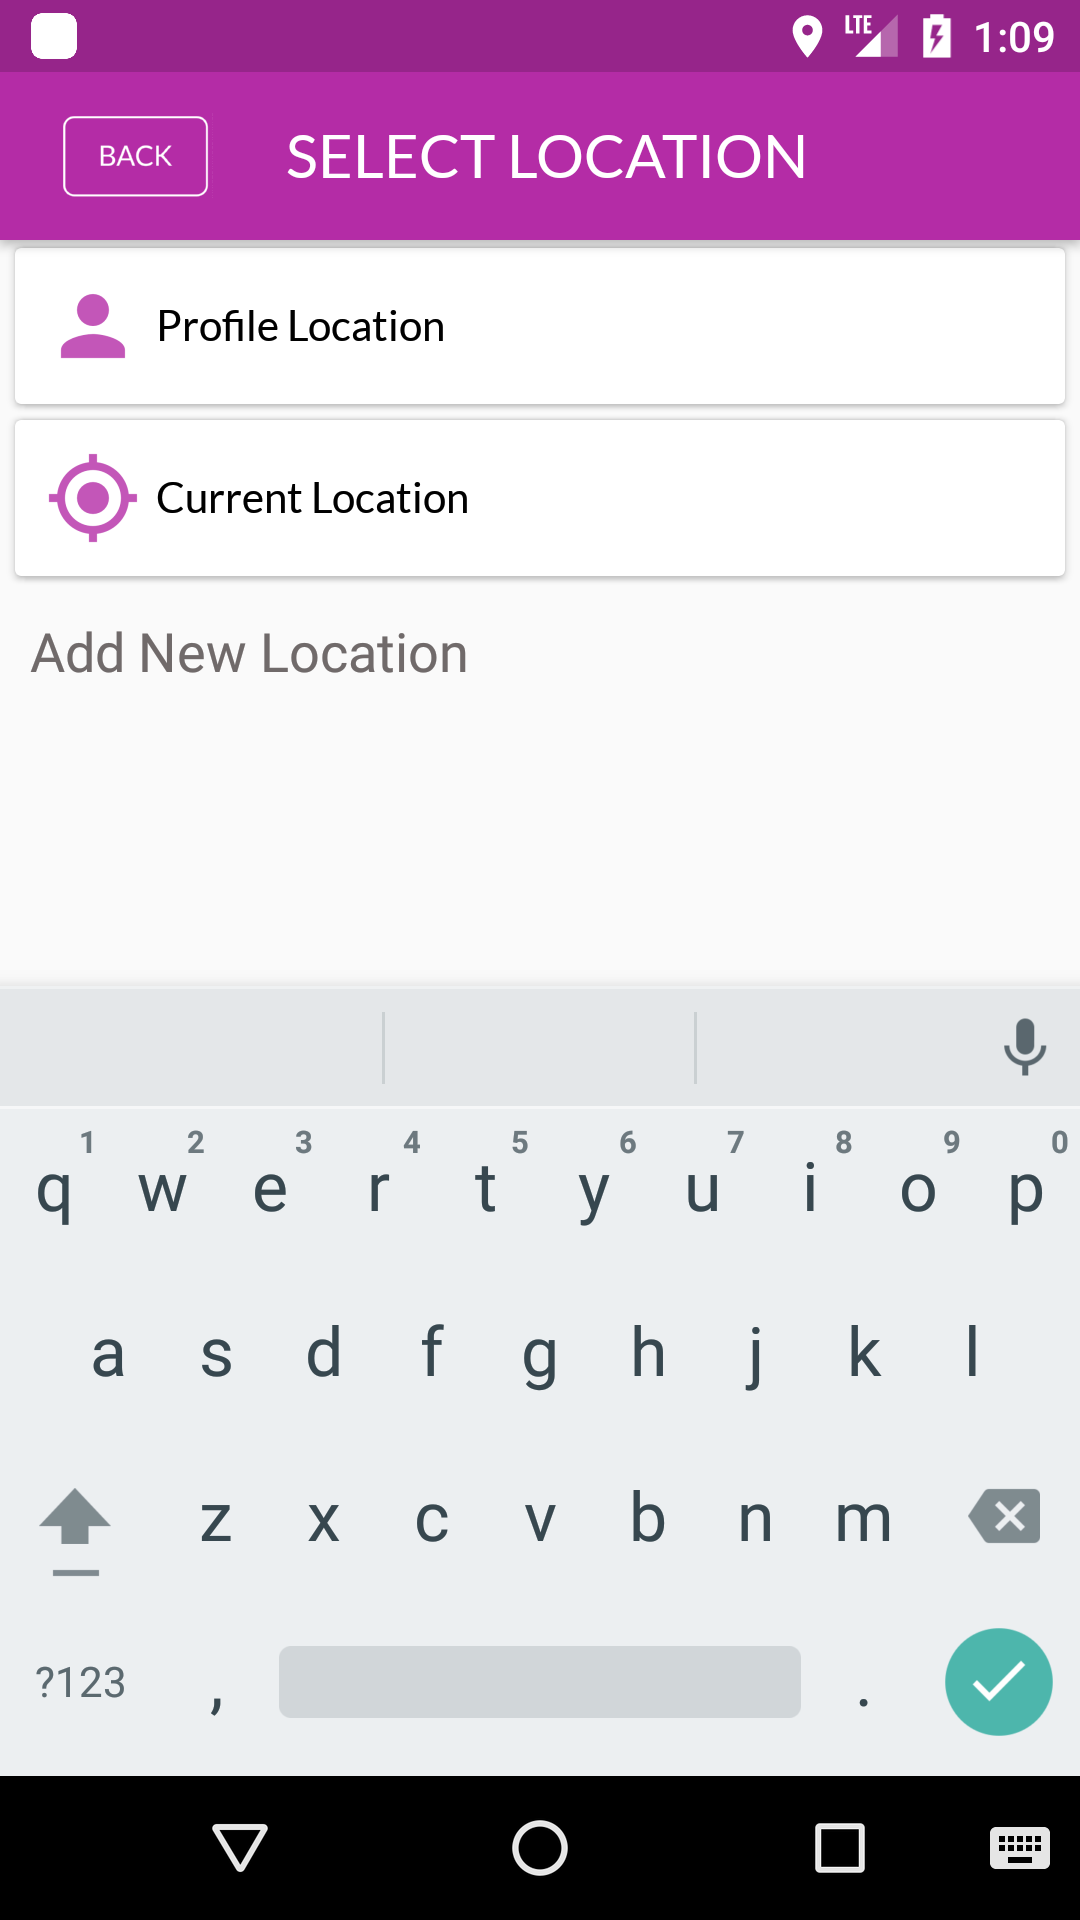 LTE 1:09
BACK SELECT LOCATION
Profile Location
Current Location
Add New Location
1 2 3 4 5 6 7 8 9 0
q w e r t y u i o p
a s d f g h j k l
z x c v b n m
?123 , .